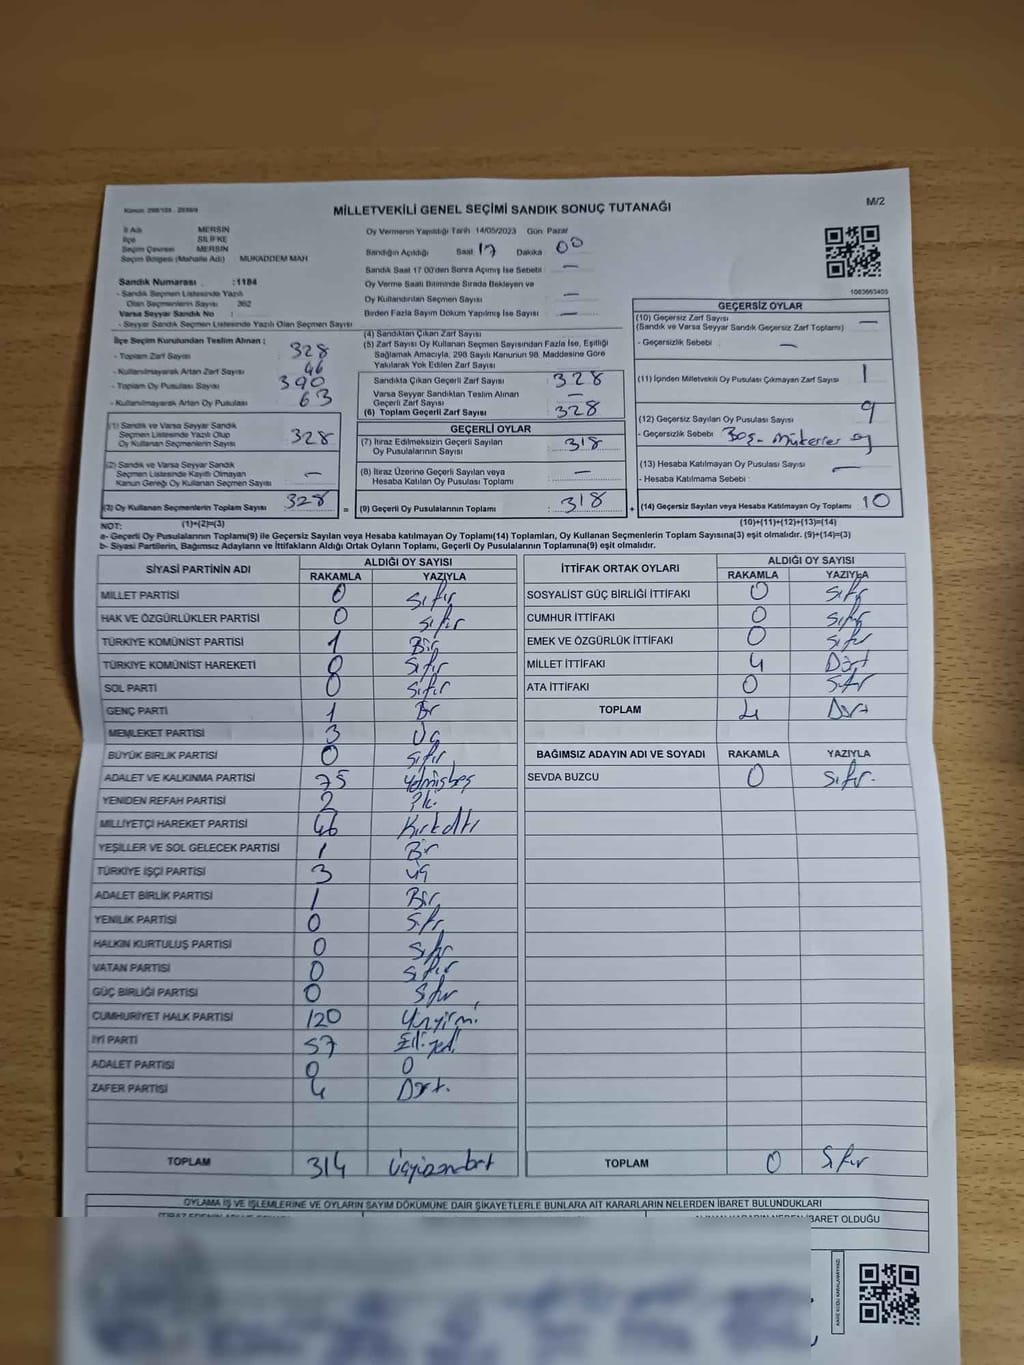 Kanun: 298/105 - 2839/9
MİLLETVEKİLİ GENEL SEÇİMİ SANDIK SONUÇ TUTANAĞI
M/2
İl Adı MERSİN
İlçe SİLİFKE
Seçim Çevresi MERSİN
Seçim Bölgesi (Mahalle Adı) MUKADDEM MAH
Sandık Numarası :1184
- Sandık Seçmen Listesinde Yazılı
Olan Seçmenlerin Sayısı 362
Varsa Seyyar Sandık No :
- Seyyar Sandık Seçmen Listesinde Yazılı Olan Seçmen Sayısı
İlçe Seçim Kurulundan Teslim Alınan :
- Toplam Zarf Sayısı 328
- Kullanılmayarak Artan Zarf Sayısı 46
- Toplam Oy Pusulası Sayısı 390
- Kullanılmayarak Artan Oy Pusulası 63
(1) Sandık ve Varsa Seyyar Sandık
Seçmen Listesinde Yazılı Olup
Oy Kullanan Seçmenlerin Sayısı 328
(2) Sandık ve Varsa Seyyar Sandık
Seçmen Listesinde Kayıtlı Olmayan
Kanun Gereği Oy Kullanan Seçmen Sayısı —
(3) Oy Kullanan Seçmenlerin Toplam Sayısı 328 =
Oy Vermenin Yapıldığı Tarih 14/05/2023 Gün Pazar
Sandığın Açıldığı Saat 17 Dakika 00
Sandık Saat 17 00'den Sonra Açımış İse Sebebi : —
Oy Verme Saati Bitiminde Sırada Bekleyen ve
Oy Kullandırılan Seçmen Sayısı : —
Birden Fazla Sayım Döküm Yapılmış İse Sayısı : —
(4) Sandıktan Çıkan Zarf Sayısı
(5) Zarf Sayısı Oy Kullanan Seçmen Sayısından Fazla İse, Eşitliği
Sağlamak Amacıyla, 298 Sayılı Kanunun 98. Maddesine Göre
Yakılarak Yok Edilen Zarf Sayısı
Sandıkta Çıkan Geçerli Zarf Sayısı : 328
Varsa Seyyar Sandıktan Teslim Alınan
Geçerli Zarf Sayısı : —
(6) Toplam Geçerli Zarf Sayısı : 328
GEÇERLİ OYLAR
(7) İtiraz Edilmeksizin Geçerli Sayılan
Oy Pusulalarının Sayısı : 318
(8) İtiraz Üzerine Geçerli Sayılan veya
Hesaba Katılan Oy Pusulası Toplamı : —
(9) Geçerli Oy Pusulalarının Toplamı : 318 +
1083663405
GEÇERSİZ OYLAR
(10) Geçersiz Zarf Sayısı
(Sandık ve Varsa Seyyar Sandık Geçersiz Zarf Toplamı) —
- Geçersizlik Sebebi : —
(11) İçinden Milletvekili Oy Pusulası Çıkmayan Zarf Sayısı 1
(12) Geçersiz Sayılan Oy Pusulası Sayısı 9
- Geçersizlik Sebebi : Boş - Mükerrer oy
(13) Hesaba Katılmayan Oy Pusulası Sayısı —
- Hesaba Katılmama Sebebi :
(14) Geçersiz Sayılan veya Hesaba Katılmayan Oy Toplamı 10
NOT: (1)+(2)=(3) (10)+(11)+(12)+(13)=(14)
a- Geçerli Oy Pusulalarının Toplamı(9) ile Geçersiz Sayılan veya Hesaba katılmayan Oy Toplamı(14) Toplamları, Oy Kullanan Seçmenlerin Toplam Sayısına(3) eşit olmalıdır. (9)+(14)=(3)
b- Siyasi Partilerin, Bağımsız Adayların ve İttifakların Aldığı Ortak Oyların Toplamı, Geçerli Oy Pusulalarının Toplamına(9) eşit olmalıdır.
SİYASİ PARTİNİN ADI ALDIĞI OY SAYISI
RAKAMLA YAZIYLA
MİLLET PARTİSİ 0 sıfır
HAK VE ÖZGÜRLÜKLER PARTİSİ 0 sıfır
TÜRKİYE KOMÜNİST PARTİSİ 1 Bir
TÜRKİYE KOMÜNİST HAREKETİ 0 sıfır
SOL PARTİ 0 sıfır
GENÇ PARTİ 1 Bir
MEMLEKET PARTİSİ 3 Üç
BÜYÜK BİRLİK PARTİSİ 0 sıfır
ADALET VE KALKINMA PARTİSİ 75 Yetmişbeş
YENİDEN REFAH PARTİSİ 2 İki
MİLLİYETÇİ HAREKET PARTİSİ 46 Kırkaltı
YEŞİLLER VE SOL GELECEK PARTİSİ 1 Bir
TÜRKİYE İŞÇİ PARTİSİ 3 üç
ADALET BİRLİK PARTİSİ 1 Bir
YENİLİK PARTİSİ 0 Sıfır
HALKIN KURTULUŞ PARTİSİ 0 sıfır
VATAN PARTİSİ 0 sıfır
GÜÇ BİRLİĞİ PARTİSİ 0 Sıfır
CUMHURİYET HALK PARTİSİ 120 Yüzyirmi
İYİ PARTİ 57 Elliyedi
ADALET PARTİSİ 0 0
ZAFER PARTİSİ 4 Dört.
TOPLAM 314 üçyüzondört
İTTİFAK ORTAK OYLARI ALDIĞI OY SAYISI
RAKAMLA YAZIYLA
SOSYALİST GÜÇ BİRLİĞİ İTTİFAKI 0 sıfır
CUMHUR İTTİFAKI 0 sıfır
EMEK VE ÖZGÜRLÜK İTTİFAKI 0 sıfır
MİLLET İTTİFAKI 4 Dört
ATA İTTİFAKI 0 Sıfır
TOPLAM 4 Dört
BAĞIMSIZ ADAYIN ADI VE SOYADI RAKAMLA YAZIYLA
SEVDA BUZCU 0 Sıfır.
TOPLAM 0 Sıfır
OYLAMA İŞ VE İŞLEMLERİNE VE OYLARIN SAYIM DÖKÜMÜNE DAİR ŞİKAYETLERLE BUNLARA AİT KARARLARIN NELERDEN İBARET BULUNDUKLARI
İBARET OLDUĞU